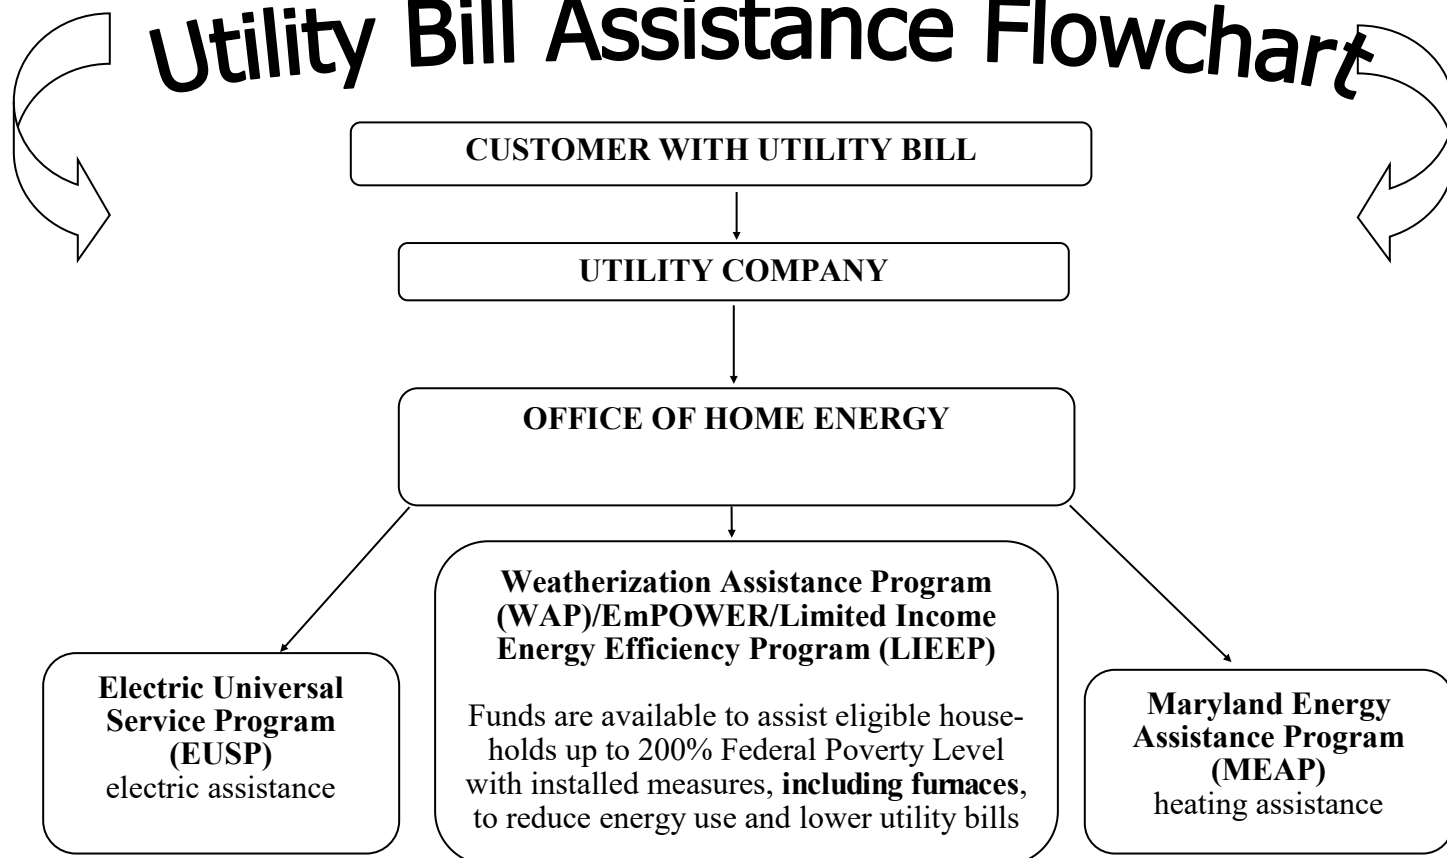 Utility Bill Assistance Flowchart
CUSTOMER WITH UTILITY BILL
UTILITY COMPANY
OFFICE OF HOME ENERGY
Electric Universal
Service Program
(EUSP)
electric assistance
Weatherization Assistance Program
(WAP)/EmPOWER/Limited Income
Energy Efficiency Program (LIEEP)
Funds are available to assist eligible house-
holds up to 200% Federal Poverty Level
with installed measures, including furnaces,
to reduce energy use and lower utility bills
Maryland Energy
Assistance Program
(MEAP)
heating assistance